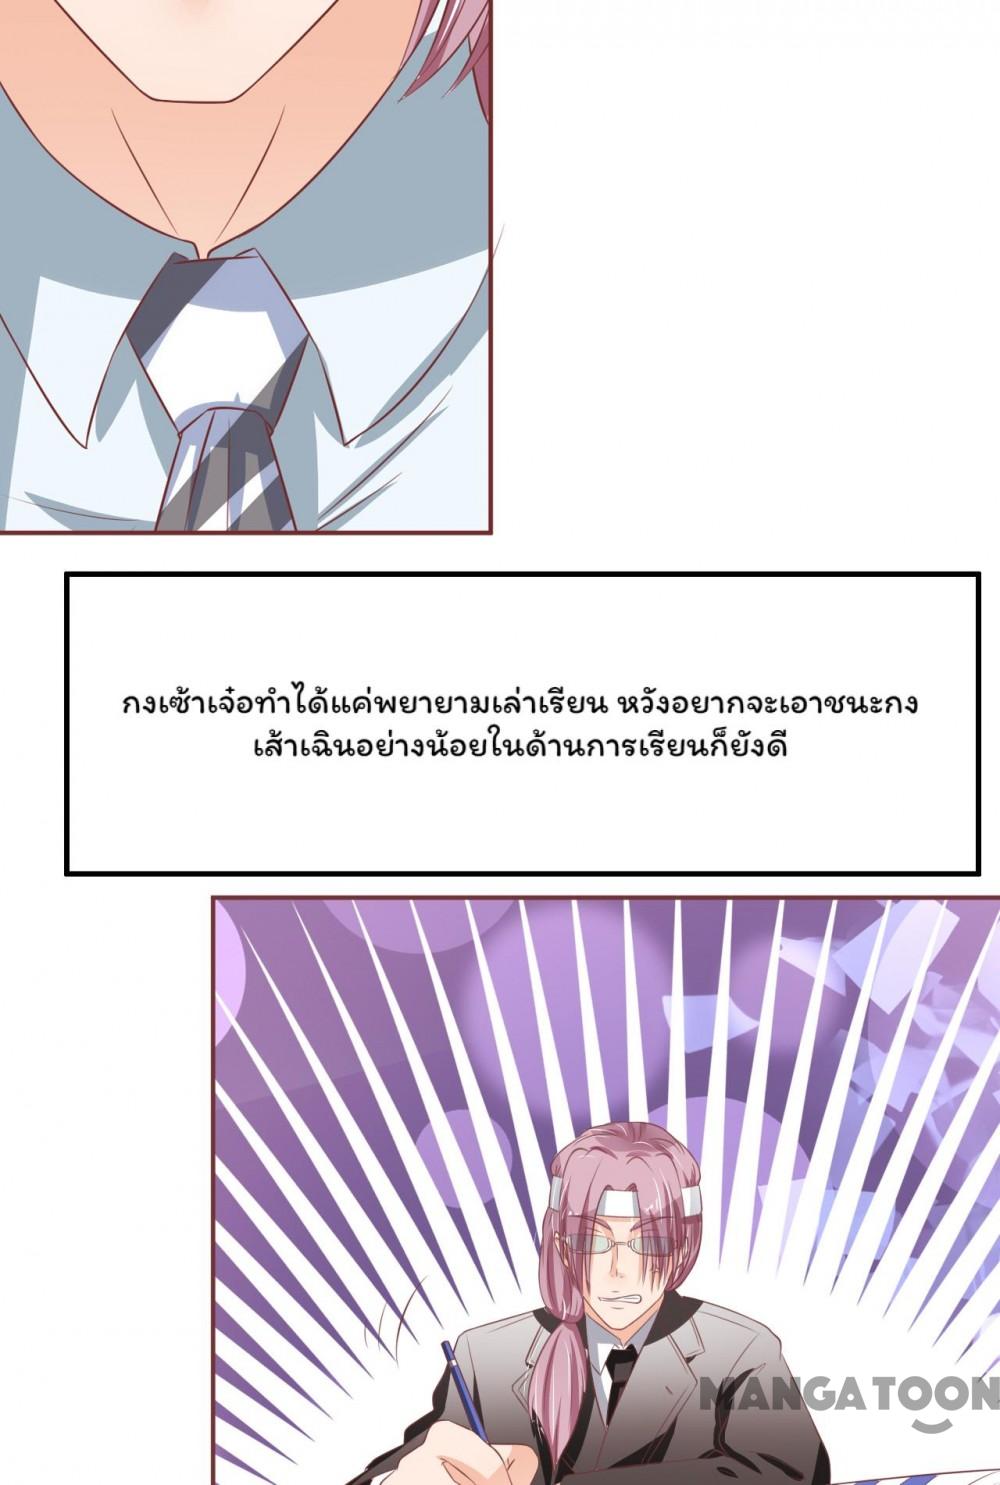 กงเซ้าเจ๋อทำได้แค่พยายามเล่าเรียน หวังอยากจะเอาชนะกง
เส้าเฉินอย่างน้อยในด้านการเรียนก็ยังดี
MANGATOON